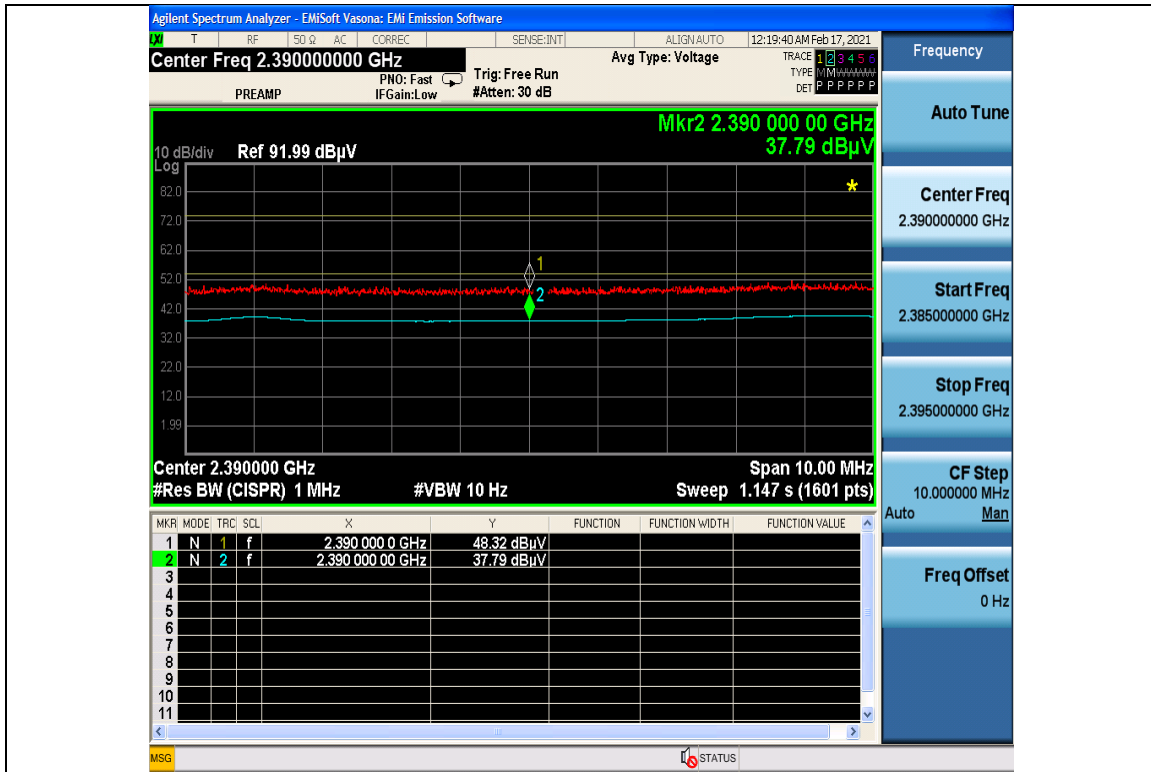 Agilent Spectrum Analyzer - EMiSoft Vasona: EMi Emission Software
LXI T RF 50 Ω AC CORREC SENSE:INT ALIGN AUTO 12:19:40 AM Feb 17, 2021
Center Freq 2.390000000 GHz
PREAMP
PNO: Fast
IFGain:Low
Trig: Free Run
#Atten: 30 dB
Avg Type: Voltage
TRACE 1 2 3 4 5 6
TYPE M M W W W W
DET P P P P P P
Mkr2 2.390 000 00 GHz
37.79 dBµV
10 dB/div
Log
Ref 91.99 dBµV
82.0
72.0
62.0
52.0
42.0
32.0
22.0
12.0
1.99
1
2
*
Center 2.390000 GHz
Span 10.00 MHz
#Res BW (CISPR) 1 MHz
#VBW 10 Hz
Sweep 1.147 s (1601 pts)
MKR MODE TRC SCL X Y FUNCTION FUNCTION WIDTH FUNCTION VALUE
1 N 1 f 2.390 000 0 GHz 48.32 dBµV
2 N 2 f 2.390 000 00 GHz 37.79 dBµV
3
4
5
6
7
8
9
10
11
MSG
STATUS
Frequency
Auto Tune
Center Freq
2.390000000 GHz
Start Freq
2.385000000 GHz
Stop Freq
2.395000000 GHz
CF Step
10.000000 MHz
Auto Man
Freq Offset
0 Hz